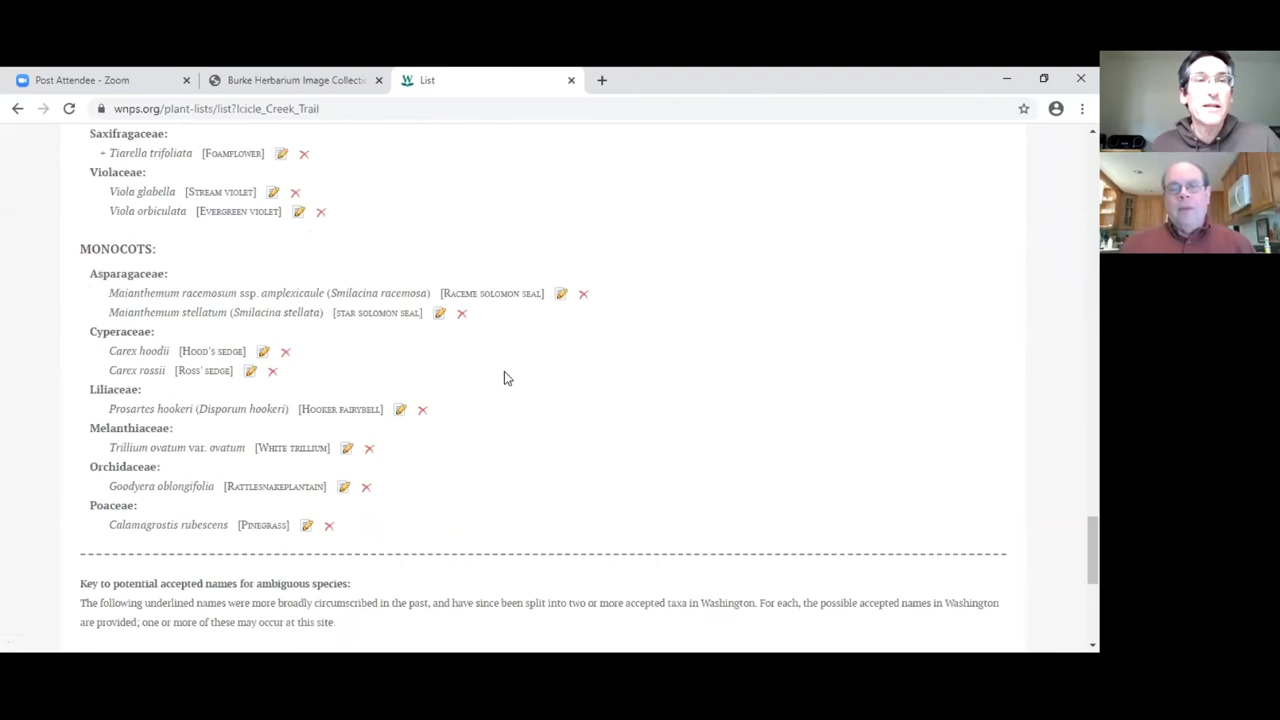 Post Attendee - Zoom
Burke Herbarium Image Collectio
List
wnps.org/plant-lists/list?Icicle_Creek_Trail
Saxifragaceae:
+ Tiarella trifoliata [Foamflower]
Violaceae:
Viola glabella [Stream violet]
Viola orbiculata [Evergreen violet]
MONOCOTS:
Asparagaceae:
Maianthemum racemosum ssp. amplexicaule (Smilacina racemosa) [Raceme solomon seal]
Maianthemum stellatum (Smilacina stellata) [star solomon seal]
Cyperaceae:
Carex hoodii [Hood's sedge]
Carex rossii [Ross' sedge]
Liliaceae:
Prosartes hookeri (Disporum hookeri) [Hooker fairybell]
Melanthiaceae:
Trillium ovatum var. ovatum [White trillium]
Orchidaceae:
Goodyera oblongifolia [Rattlesnakeplantain]
Poaceae:
Calamagrostis rubescens [Pinegrass]
Key to potential accepted names for ambiguous species:
The following underlined names were more broadly circumscribed in the past, and have since been split into two or more accepted taxa in Washington. For each, the possible accepted names in Washington
are provided; one or more of these may occur at this site.